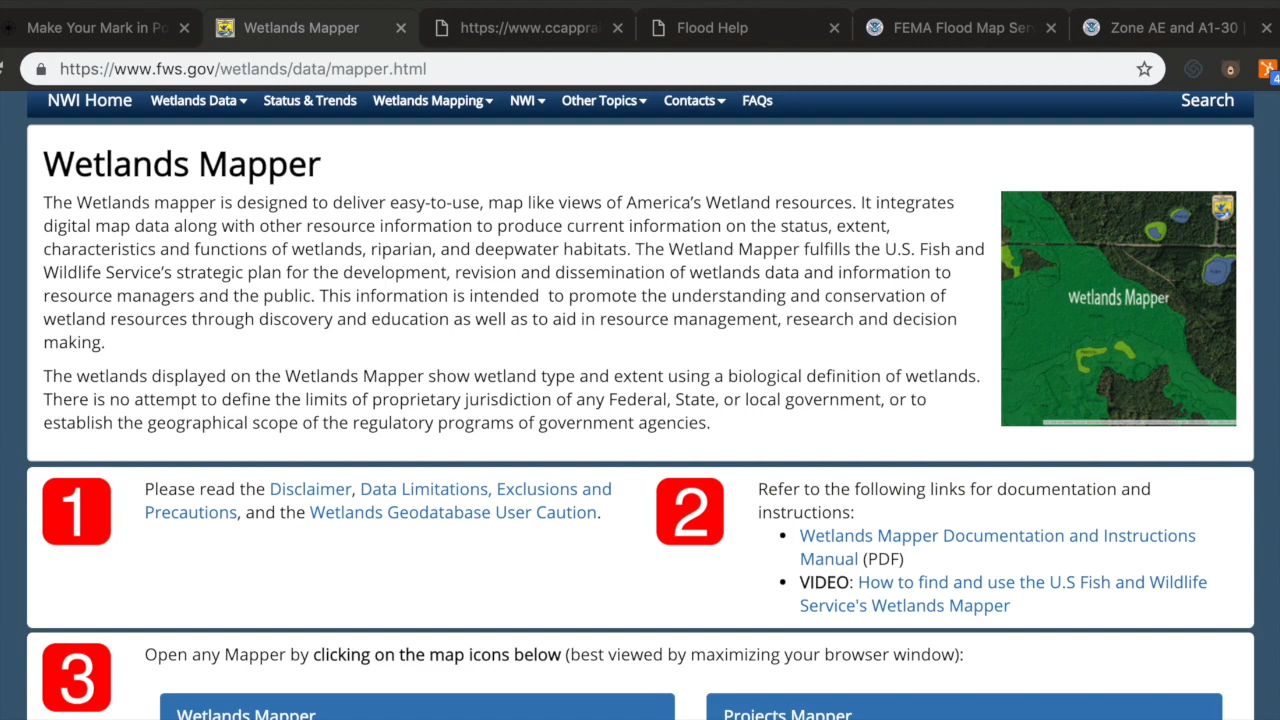 Make Your Mark in Po
Wetlands Mapper
https://www.ccapprai
Flood Help
FEMA Flood Map Serv
Zone AE and A1-30 |
https://www.fws.gov/wetlands/data/mapper.html
4
NWI Home Wetlands Data Status & Trends Wetlands Mapping NWI Other Topics Contacts FAQs Search
Wetlands Mapper
The Wetlands mapper is designed to deliver easy-to-use, map like views of America's Wetland resources. It integrates
digital map data along with other resource information to produce current information on the status, extent,
characteristics and functions of wetlands, riparian, and deepwater habitats. The Wetland Mapper fulfills the U.S. Fish and
Wildlife Service's strategic plan for the development, revision and dissemination of wetlands data and information to
resource managers and the public. This information is intended to promote the understanding and conservation of
wetland resources through discovery and education as well as to aid in resource management, research and decision
making.
Wetlands Mapper
The wetlands displayed on the Wetlands Mapper show wetland type and extent using a biological definition of wetlands.
There is no attempt to define the limits of proprietary jurisdiction of any Federal, State, or local government, or to
establish the geographical scope of the regulatory programs of government agencies.
1
Please read the Disclaimer, Data Limitations, Exclusions and
Precautions, and the Wetlands Geodatabase User Caution.
2
Refer to the following links for documentation and
instructions:
• Wetlands Mapper Documentation and Instructions
Manual (PDF)
• VIDEO: How to find and use the U.S Fish and Wildlife
Service's Wetlands Mapper
3
Open any Mapper by clicking on the map icons below (best viewed by maximizing your browser window):
Wetlands Mapper
Projects Mapper